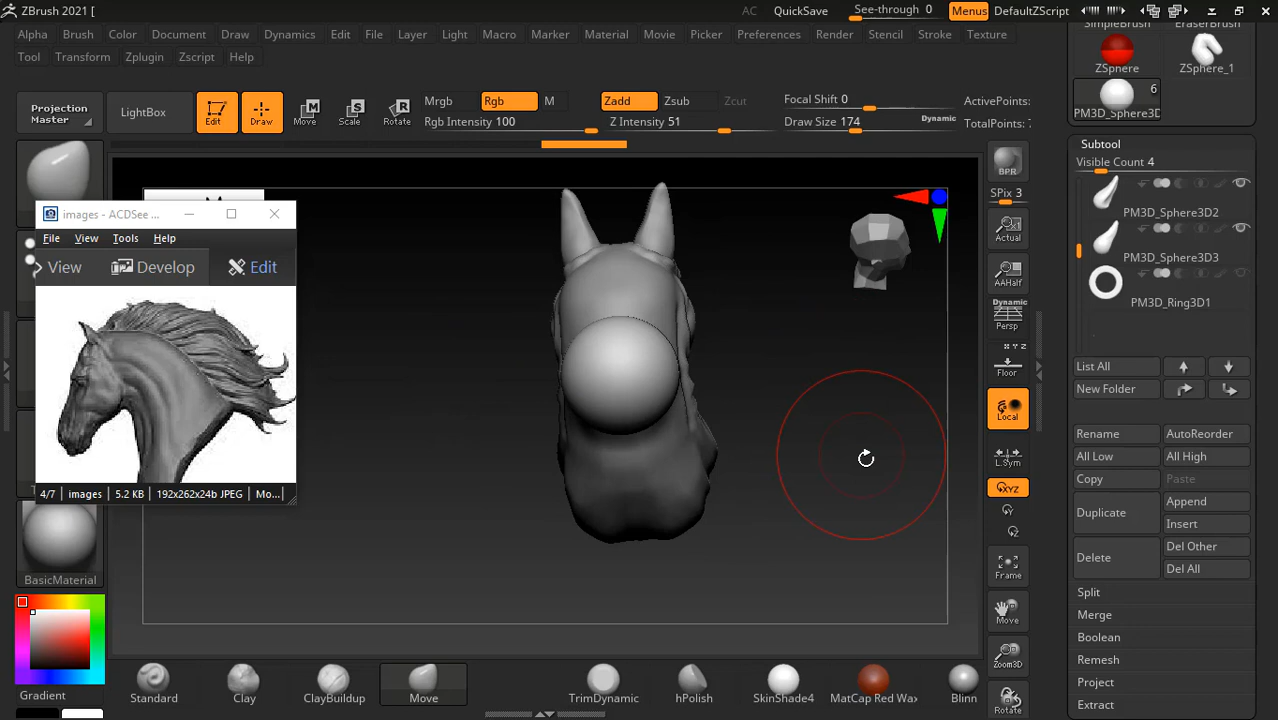 ZBrush 2021 [
AC QuickSave See-through 0 Menus DefaultZScript
Alpha Brush Color Document Draw Dynamics Edit File Layer Light Macro Marker Material Movie Picker Preferences Render Stencil Stroke Texture
Tool Transform Zplugin Zscript Help
Projection
Master
LightBox
Edit
Draw
Move
Scale
Rotate
Mrgb Rgb M
Rgb Intensity 100
Zadd Zsub Zcut
Z Intensity 51
Focal Shift 0
Draw Size 174
Dynamic
ActivePoints:
TotalPoints: 7
SimpleBrush EraserBrush
ZSphere ZSphere_1
6
PM3D_Sphere3D
Subtool
Visible Count 4
PM3D_Sphere3D2
PM3D_Sphere3D3
PM3D_Ring3D1
List All
New Folder
Rename AutoReorder
All Low All High
Copy Paste
Duplicate
Append
Insert
Delete
Del Other
Del All
Split
Merge
Boolean
Remesh
Project
Extract
BPR
SPix 3
Actual
AAHalf
Dynamic
Persp
X Y Z
Floor
Local
L.Sym
XYZ
Y
Z
Frame
Move
Zoom3D
Rotate
images - ACDSee ...
File View Tools Help
View Develop Edit
4/7 images 5.2 KB 192x262x24b JPEG Mo...
BasicMaterial
Gradient
Standard Clay ClayBuildup Move TrimDynamic hPolish SkinShade4 MatCap Red Wa Blinn